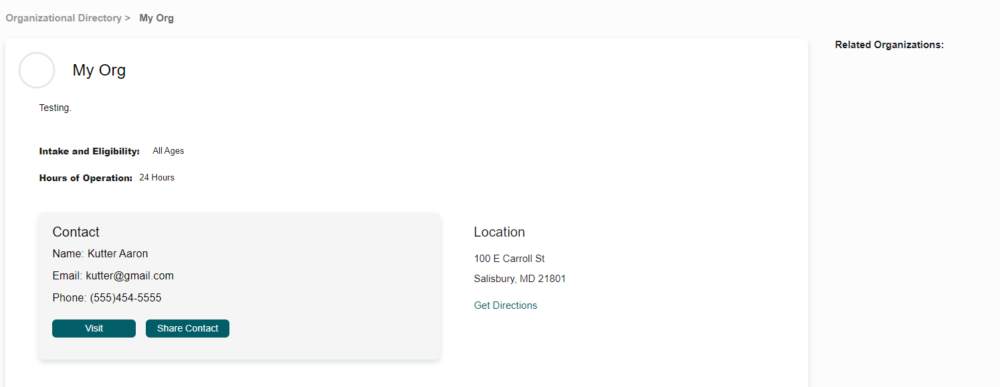 Organizational Directory > My Org
Related Organizations:
My Org
Testing.
Intake and Eligibility: All Ages
Hours of Operation: 24 Hours
Contact
Name: Kutter Aaron
Email: kutter@gmail.com
Phone: (555)454-5555
Visit Share Contact
Location
100 E Carroll St
Salisbury, MD 21801
Get Directions